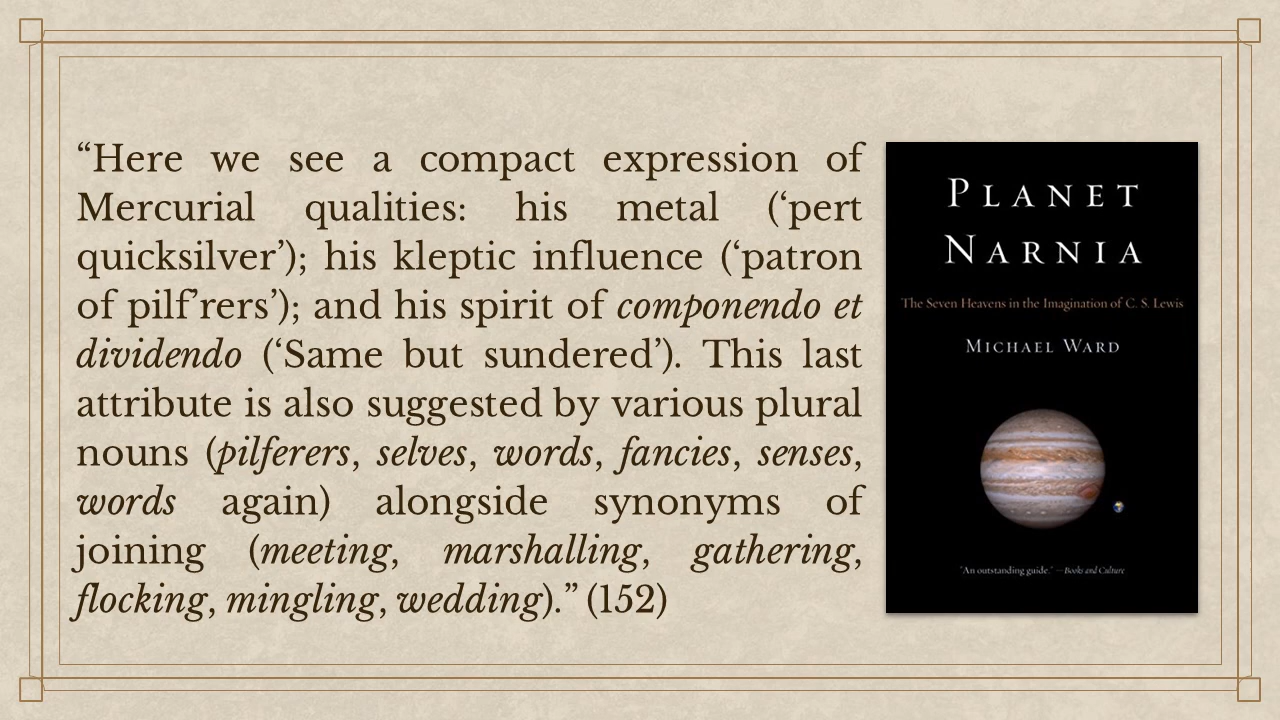 “Here we see a compact expression of
Mercurial qualities: his metal (‘pert
quicksilver’); his kleptic influence (‘patron
of pilf’rers’); and his spirit of componendo et
dividendo (‘Same but sundered’). This last
attribute is also suggested by various plural
nouns (pilferers, selves, words, fancies, senses,
words again) alongside synonyms of
joining (meeting, marshalling, gathering,
flocking, mingling, wedding).” (152)
PLANET
NARNIA
The Seven Heavens in the Imagination of C. S. Lewis
MICHAEL WARD
"An outstanding guide." —Books and Culture